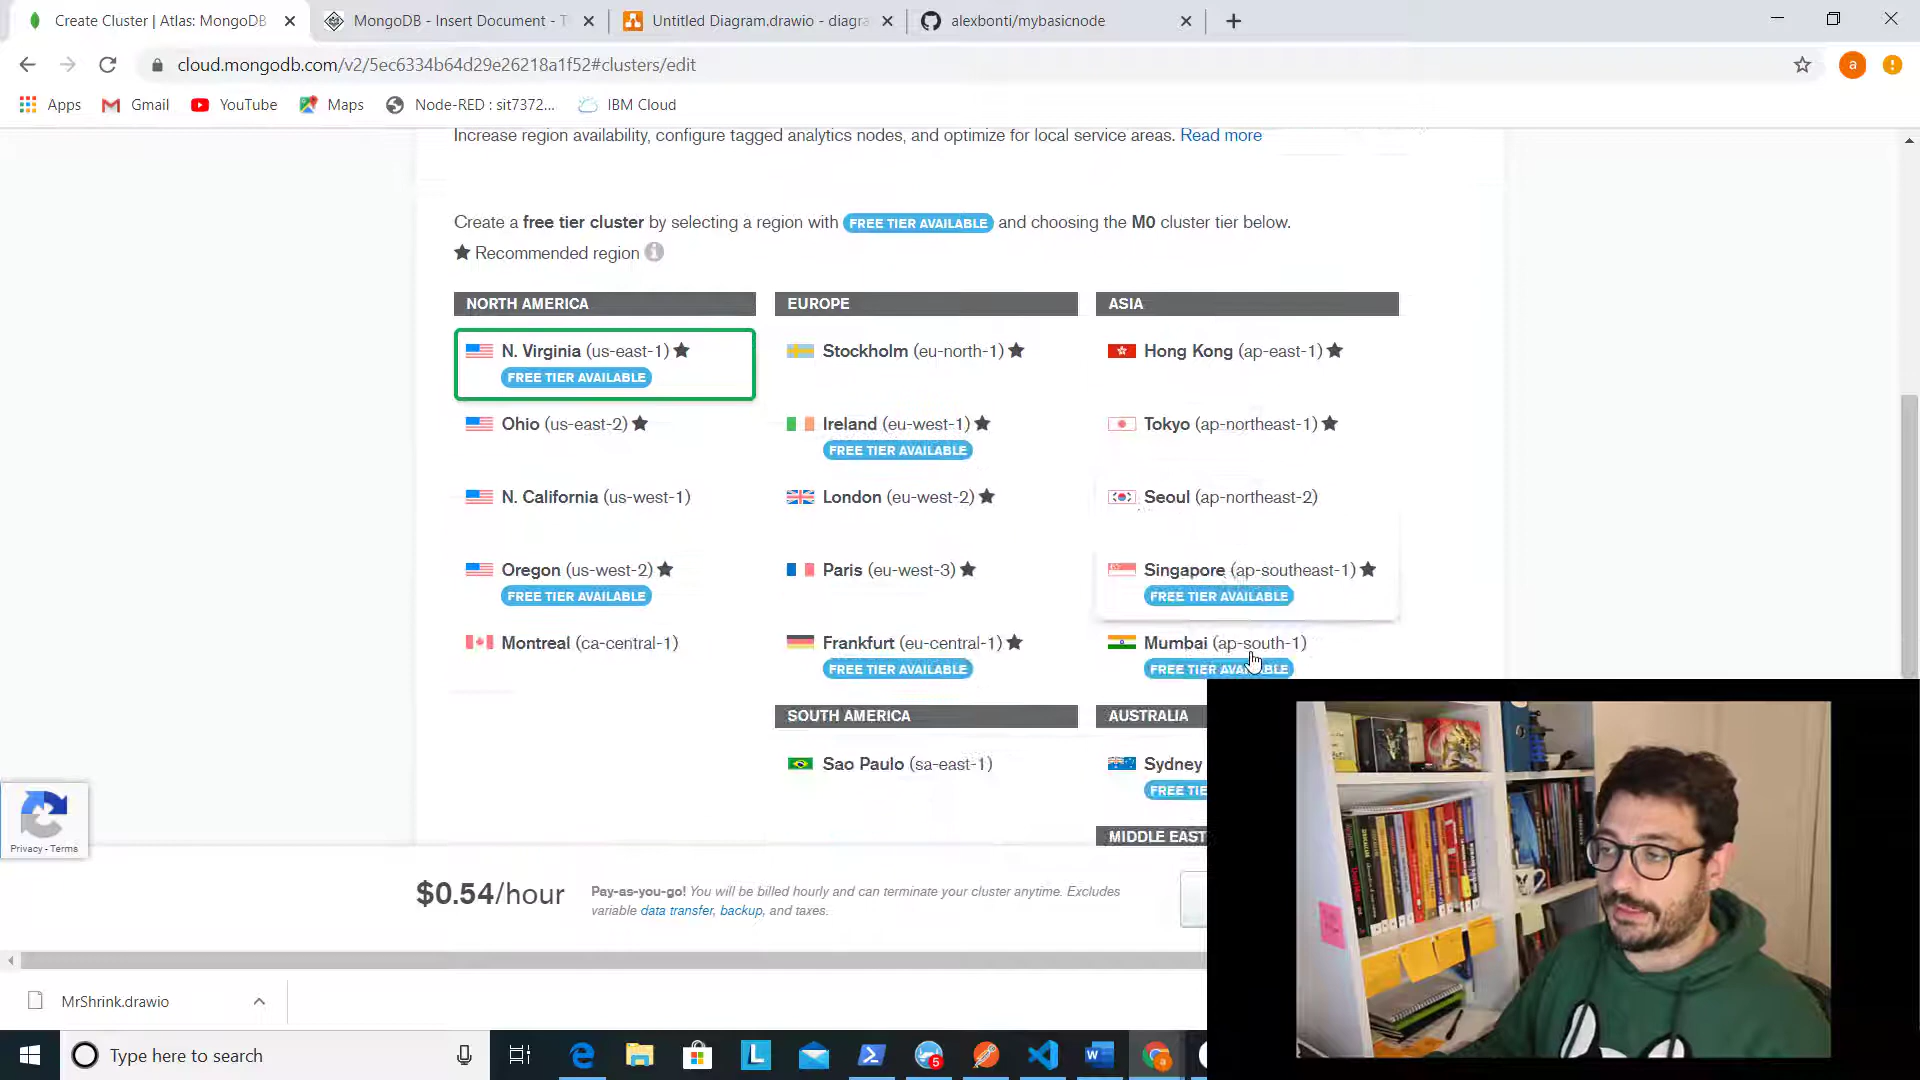 Create Cluster | Atlas: MongoDB
MongoDB - Insert Document - T
Untitled Diagram.drawio - diagra
alexbonti/mybasicnode
cloud.mongodb.com/v2/5ec6334b64d29e26218a1f52#clusters/edit
a
Apps
Gmail
YouTube
Maps
Node-RED : sit7372...
IBM Cloud
Increase region availability, configure tagged analytics nodes, and optimize for local service areas. Read more
Create a free tier cluster by selecting a region with FREE TIER AVAILABLE and choosing the M0 cluster tier below.
★ Recommended region
NORTH AMERICA
N. Virginia (us-east-1) ★
FREE TIER AVAILABLE
Ohio (us-east-2) ★
N. California (us-west-1)
Oregon (us-west-2) ★
FREE TIER AVAILABLE
Montreal (ca-central-1)
EUROPE
Stockholm (eu-north-1) ★
Ireland (eu-west-1) ★
FREE TIER AVAILABLE
London (eu-west-2) ★
Paris (eu-west-3) ★
Frankfurt (eu-central-1) ★
FREE TIER AVAILABLE
SOUTH AMERICA
Sao Paulo (sa-east-1)
ASIA
Hong Kong (ap-east-1) ★
Tokyo (ap-northeast-1) ★
Seoul (ap-northeast-2)
Singapore (ap-southeast-1) ★
FREE TIER AVAILABLE
Mumbai (ap-south-1)
FREE TIER AVAILABLE
AUSTRALIA
Sydney
FREE TIE
MIDDLE EAST
Privacy - Terms
$0.54/hour
Pay-as-you-go! You will be billed hourly and can terminate your cluster anytime. Excludes
variable data transfer, backup, and taxes.
MrShrink.drawio
Type here to search
L
5
a